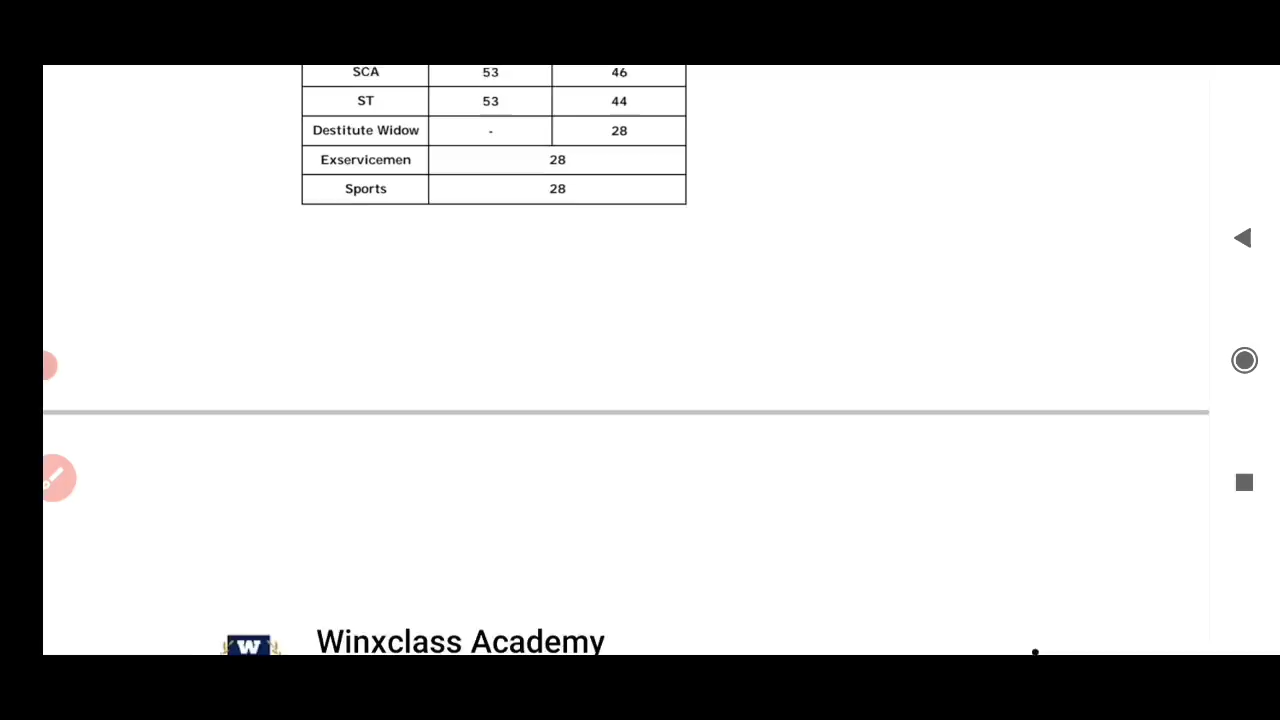 SCA 53 46
ST 53 44
Destitute Widow - 28
Exservicemen 28
Sports 28
W
Winxclass Academy